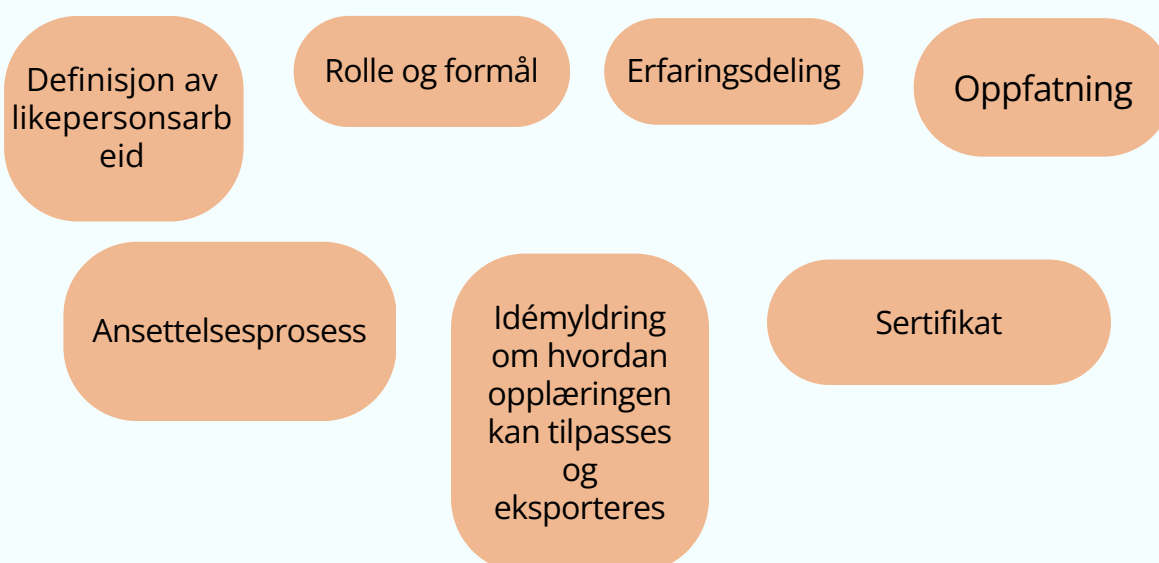 Definisjon av
likepersonsarb
eid
Rolle og formål
Erfaringsdeling
Oppfatning
Ansettelsesprosess
Idémyldring
om hvordan
opplæringen
kan tilpasses
og
eksporteres
Sertifikat